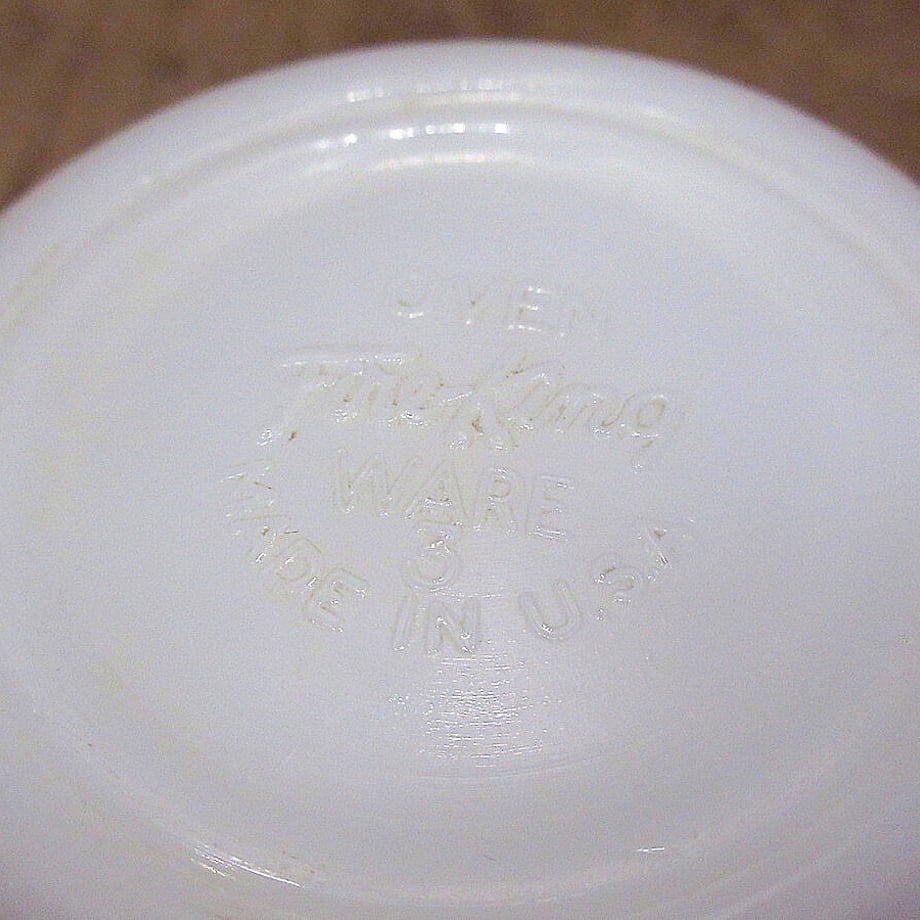 OVEN
Fire-King
WARE
3
MADE IN U.S.A.